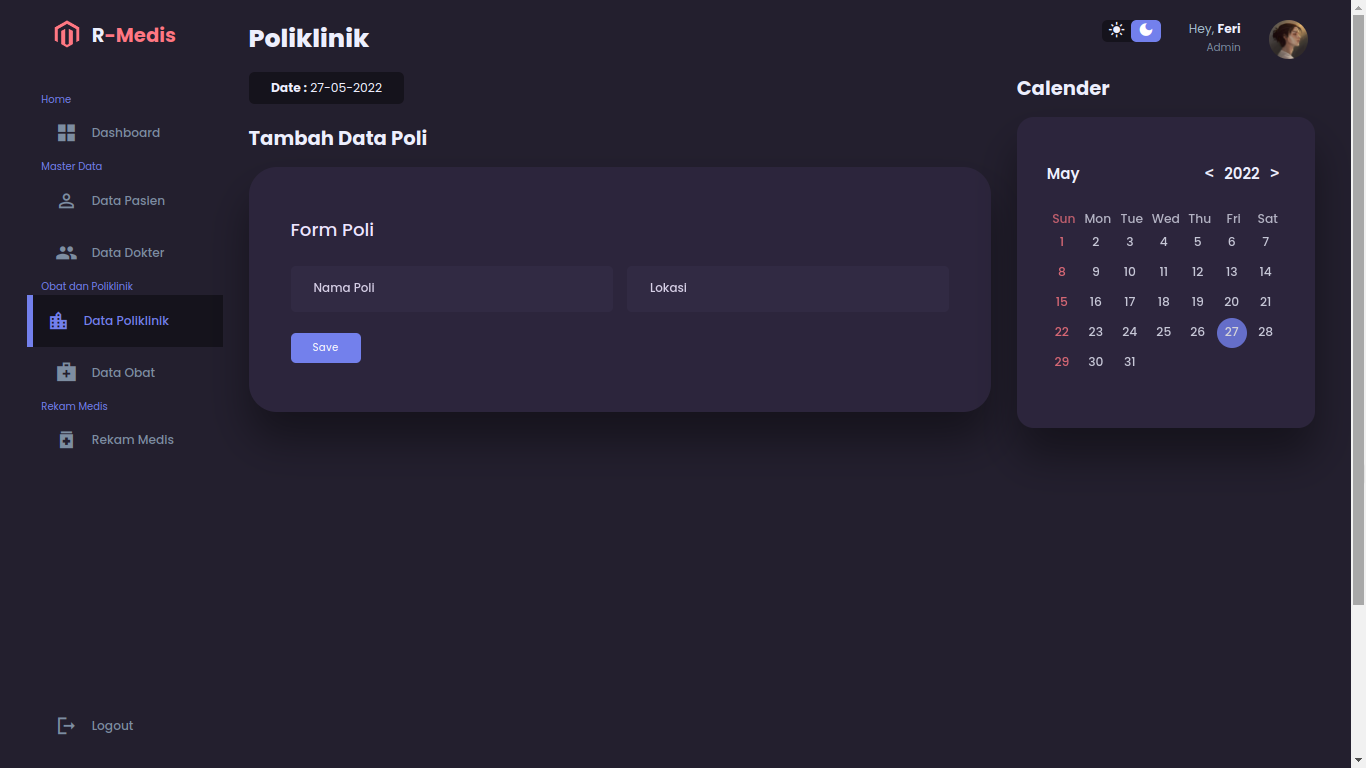 R-Medis
Home
Dashboard
Master Data
Data Pasien
Data Dokter
Obat dan Poliklinik
Data Poliklinik
Data Obat
Rekam Medis
Rekam Medis
Logout
Poliklinik
Date : 27-05-2022
Tambah Data Poli
Form Poli
Nama Poli Lokasi
Save
Hey, Feri
Admin
Calender
May < 2022 >
Sun Mon Tue Wed Thu Fri Sat
1 2 3 4 5 6 7
8 9 10 11 12 13 14
15 16 17 18 19 20 21
22 23 24 25 26 27 28
29 30 31